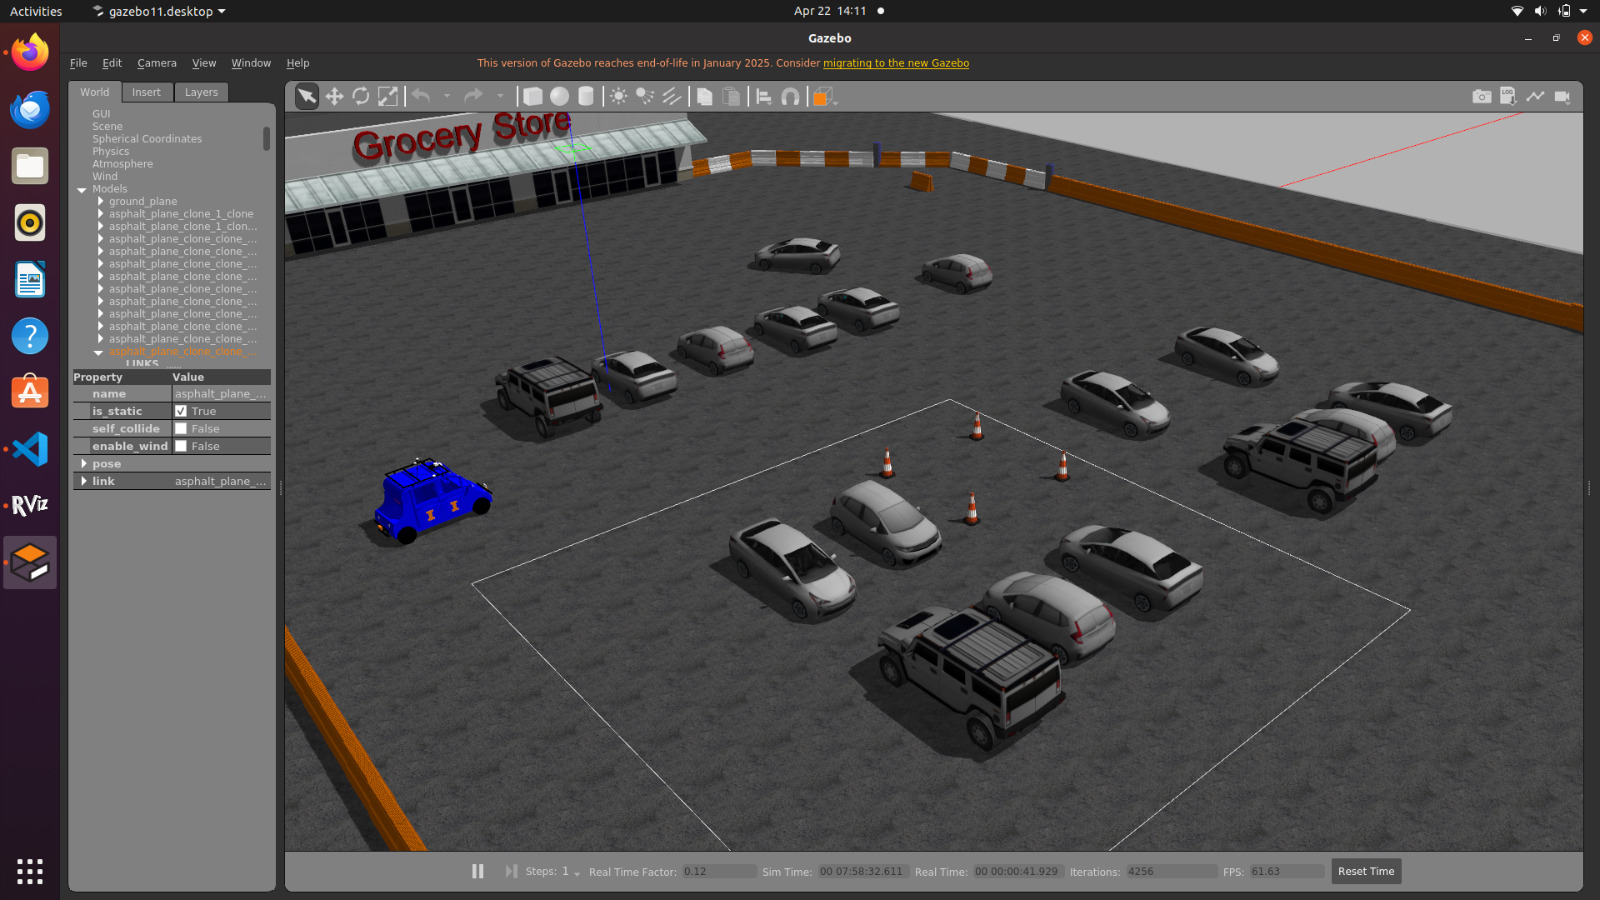 Activities
gazebo11.desktop
Apr 22 14:11
Gazebo
File Edit Camera View Window Help
This version of Gazebo reaches end-of-life in January 2025. Consider migrating to the new Gazebo
World Insert Layers
GUI
Scene
Spherical Coordinates
Physics
Atmosphere
Wind
Models
ground_plane
asphalt_plane_clone_1_clone
asphalt_plane_clone_1_clon...
asphalt_plane_clone_clone_...
asphalt_plane_clone_clone_...
asphalt_plane_clone_clone_...
asphalt_plane_clone_clone_...
asphalt_plane_clone_clone_...
asphalt_plane_clone_clone_...
asphalt_plane_clone_clone_...
asphalt_plane_clone_clone_...
asphalt_plane_clone_clone_...
asphalt_plane_clone_clone_...
LINKS
Property Value
name asphalt_plane_...
is_static True
self_collide False
enable_wind False
pose
link asphalt_plane_...
RViz
LOG
Grocery Store
I I
Steps: 1 Real Time Factor: 0.12 Sim Time: 00 07:58:32.611 Real Time: 00 00:00:41.929 Iterations: 4256 FPS: 61.63 Reset Time